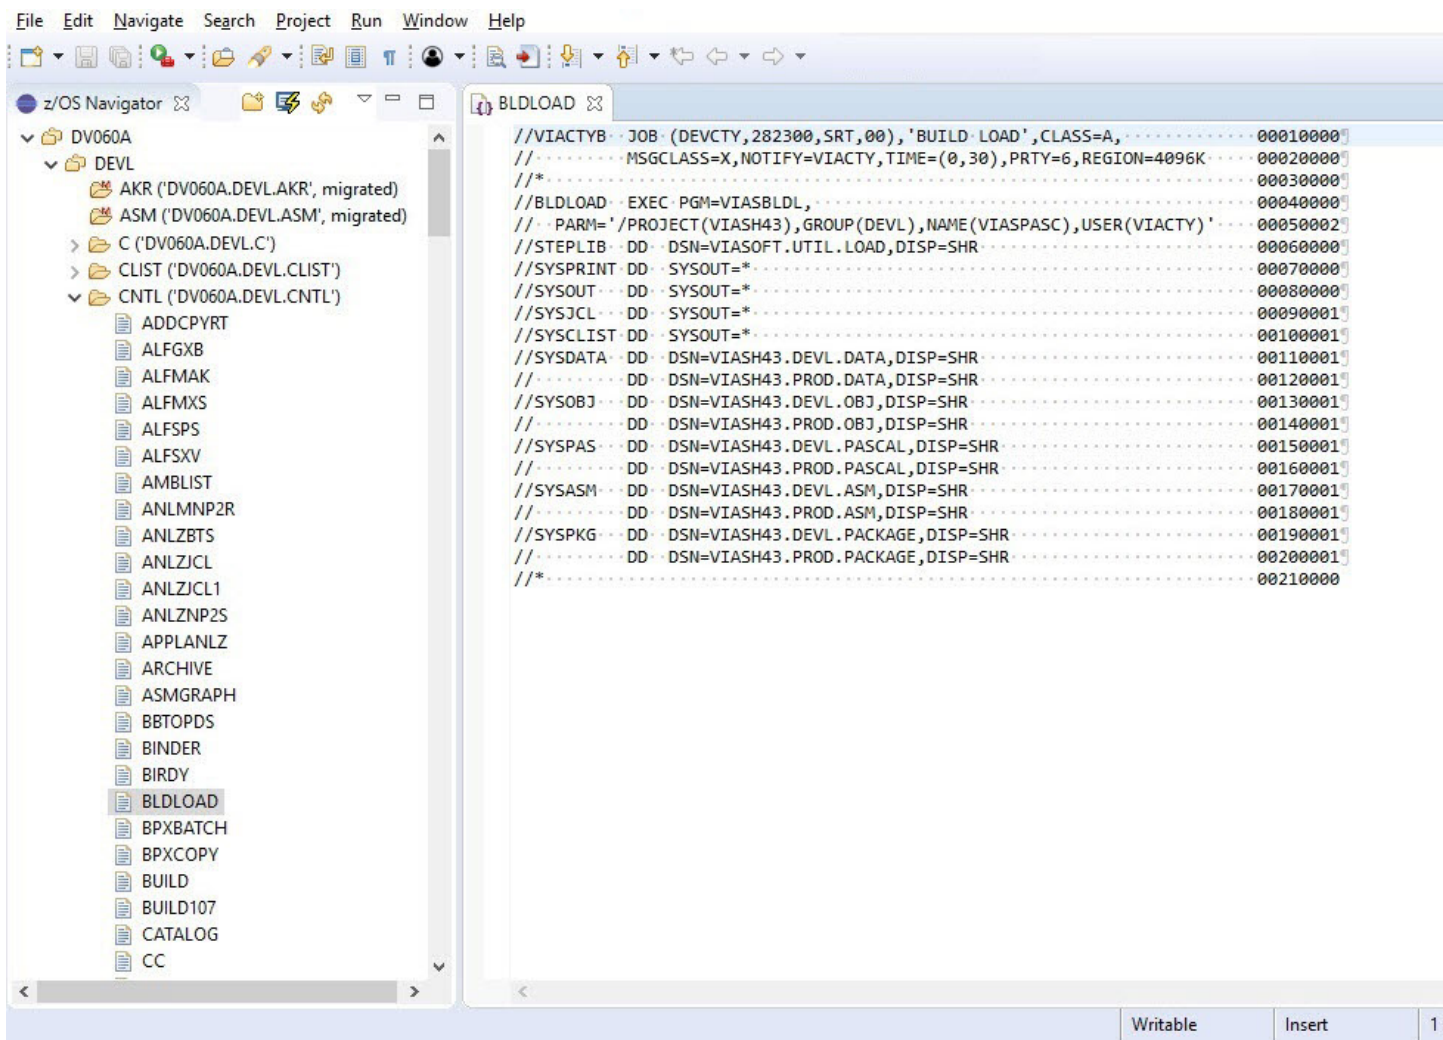 File Edit Navigate Search Project Run Window Help
z/OS Navigator
BLDLOAD
DV060A
DEVL
AKR ('DV060A.DEVL.AKR', migrated)
ASM ('DV060A.DEVL.ASM', migrated)
C ('DV060A.DEVL.C')
CLIST ('DV060A.DEVL.CLIST')
CNTL ('DV060A.DEVL.CNTL')
ADDCPYRT
ALFGXB
ALFMAK
ALFMXS
ALFSPS
ALFSXV
AMBLIST
ANLMNP2R
ANLZBTS
ANLZJCL
ANLZJCL1
ANLZNP2S
APPLANLZ
ARCHIVE
ASMGRAPH
BBTOPDS
BINDER
BIRDY
BLDLOAD
BPXBATCH
BPXCOPY
BUILD
BUILD107
CATALOG
CC
//VIACTYB··JOB·(DEVCTY,282300,SRT,00),'BUILD·LOAD',CLASS=A, 00010000¶
// MSGCLASS=X,NOTIFY=VIACTY,TIME=(0,30),PRTY=6,REGION=4096K 00020000¶
//* 00030000¶
//BLDLOAD··EXEC·PGM=VIASBLDL, 00040000¶
//··PARM='/PROJECT(VIASH43),GROUP(DEVL),NAME(VIASPASC),USER(VIACTY)' 00050002¶
//STEPLIB··DD··DSN=VIASOFT.UTIL.LOAD,DISP=SHR 00060000¶
//SYSPRINT·DD··SYSOUT=* 00070000¶
//SYSOUT···DD··SYSOUT=* 00080000¶
//SYSJCL···DD··SYSOUT=* 00090001¶
//SYSCLIST·DD··SYSOUT=* 00100001¶
//SYSDATA··DD··DSN=VIASH43.DEVL.DATA,DISP=SHR 00110001¶
// DD··DSN=VIASH43.PROD.DATA,DISP=SHR 00120001¶
//SYSOBJ···DD··DSN=VIASH43.DEVL.OBJ,DISP=SHR 00130001¶
// DD··DSN=VIASH43.PROD.OBJ,DISP=SHR 00140001¶
//SYSPAS···DD··DSN=VIASH43.DEVL.PASCAL,DISP=SHR 00150001¶
// DD··DSN=VIASH43.PROD.PASCAL,DISP=SHR 00160001¶
//SYSASM···DD··DSN=VIASH43.DEVL.ASM,DISP=SHR 00170001¶
// DD··DSN=VIASH43.PROD.ASM,DISP=SHR 00180001¶
//SYSPKG···DD··DSN=VIASH43.DEVL.PACKAGE,DISP=SHR 00190001¶
// DD··DSN=VIASH43.PROD.PACKAGE,DISP=SHR 00200001¶
//* 00210000
Writable Insert 1